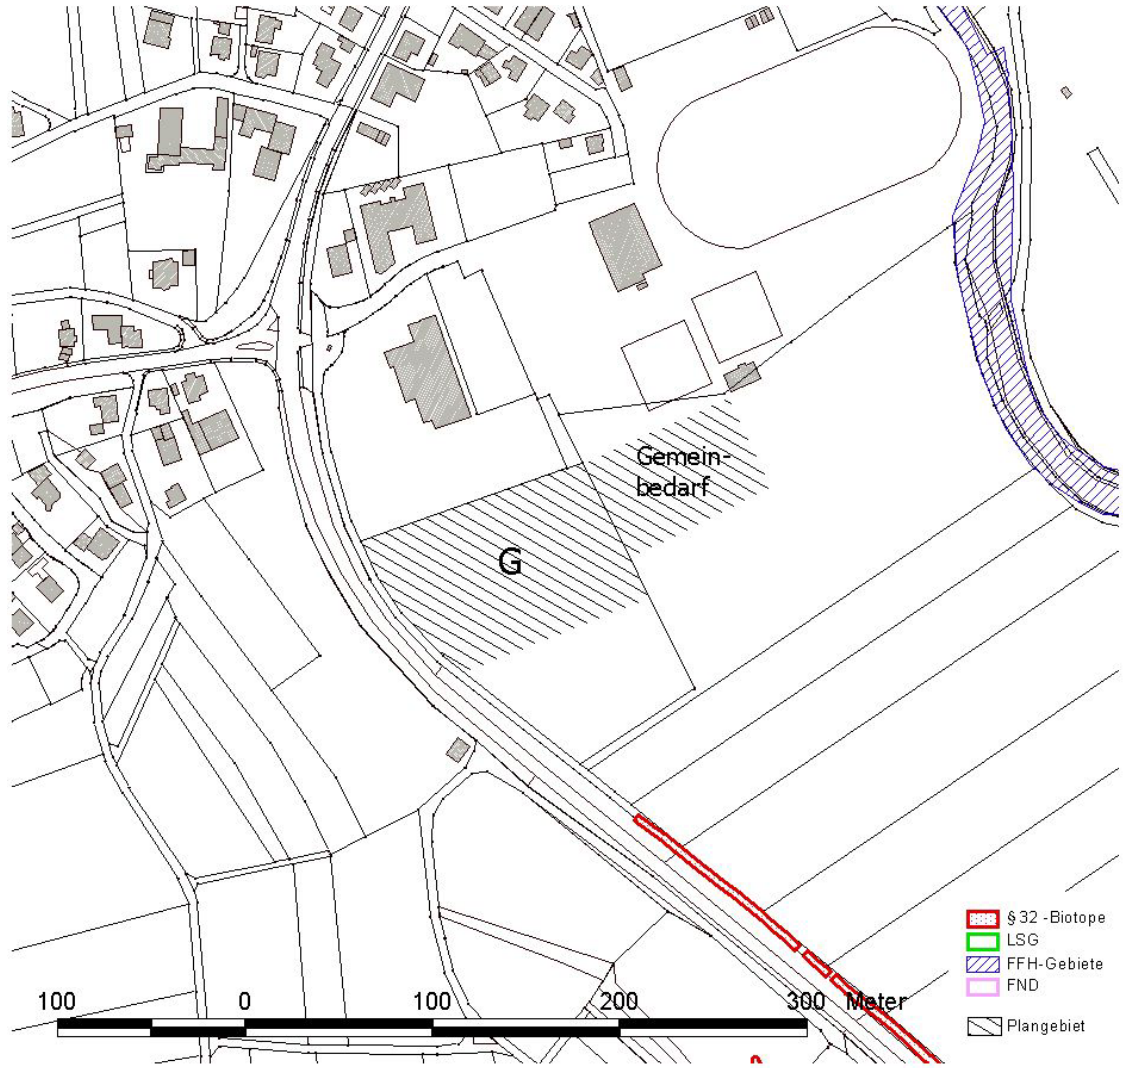 Gemein-
bedarf
G
§ 32 - Biotope
LSG
FFH-Gebiete
FND
Plangebiet
100 0 100 200 300 Meter